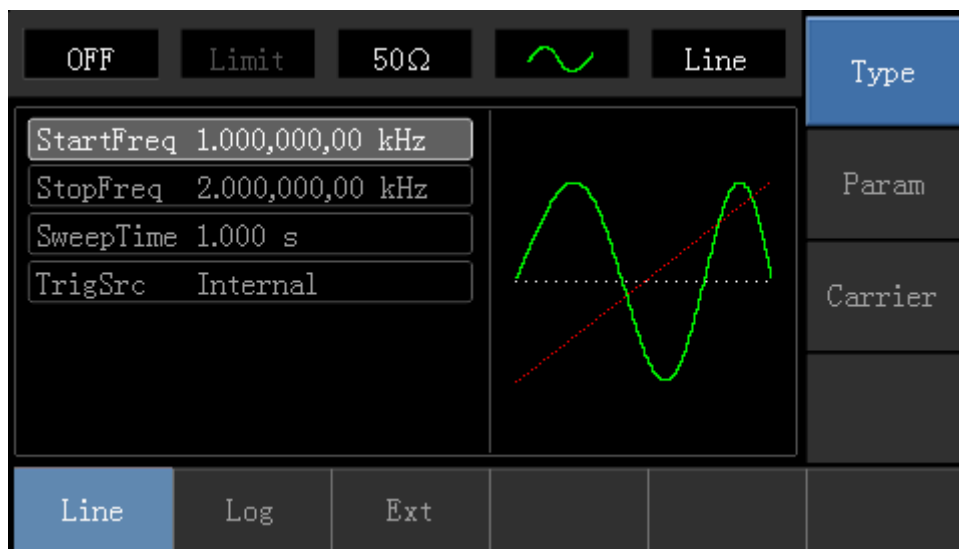 OFF Limit 50Ω Line
Type
StartFreq 1.000,000,00 kHz
StopFreq 2.000,000,00 kHz
SweepTime 1.000 s
TrigSrc Internal
Param
Carrier
Line Log Ext